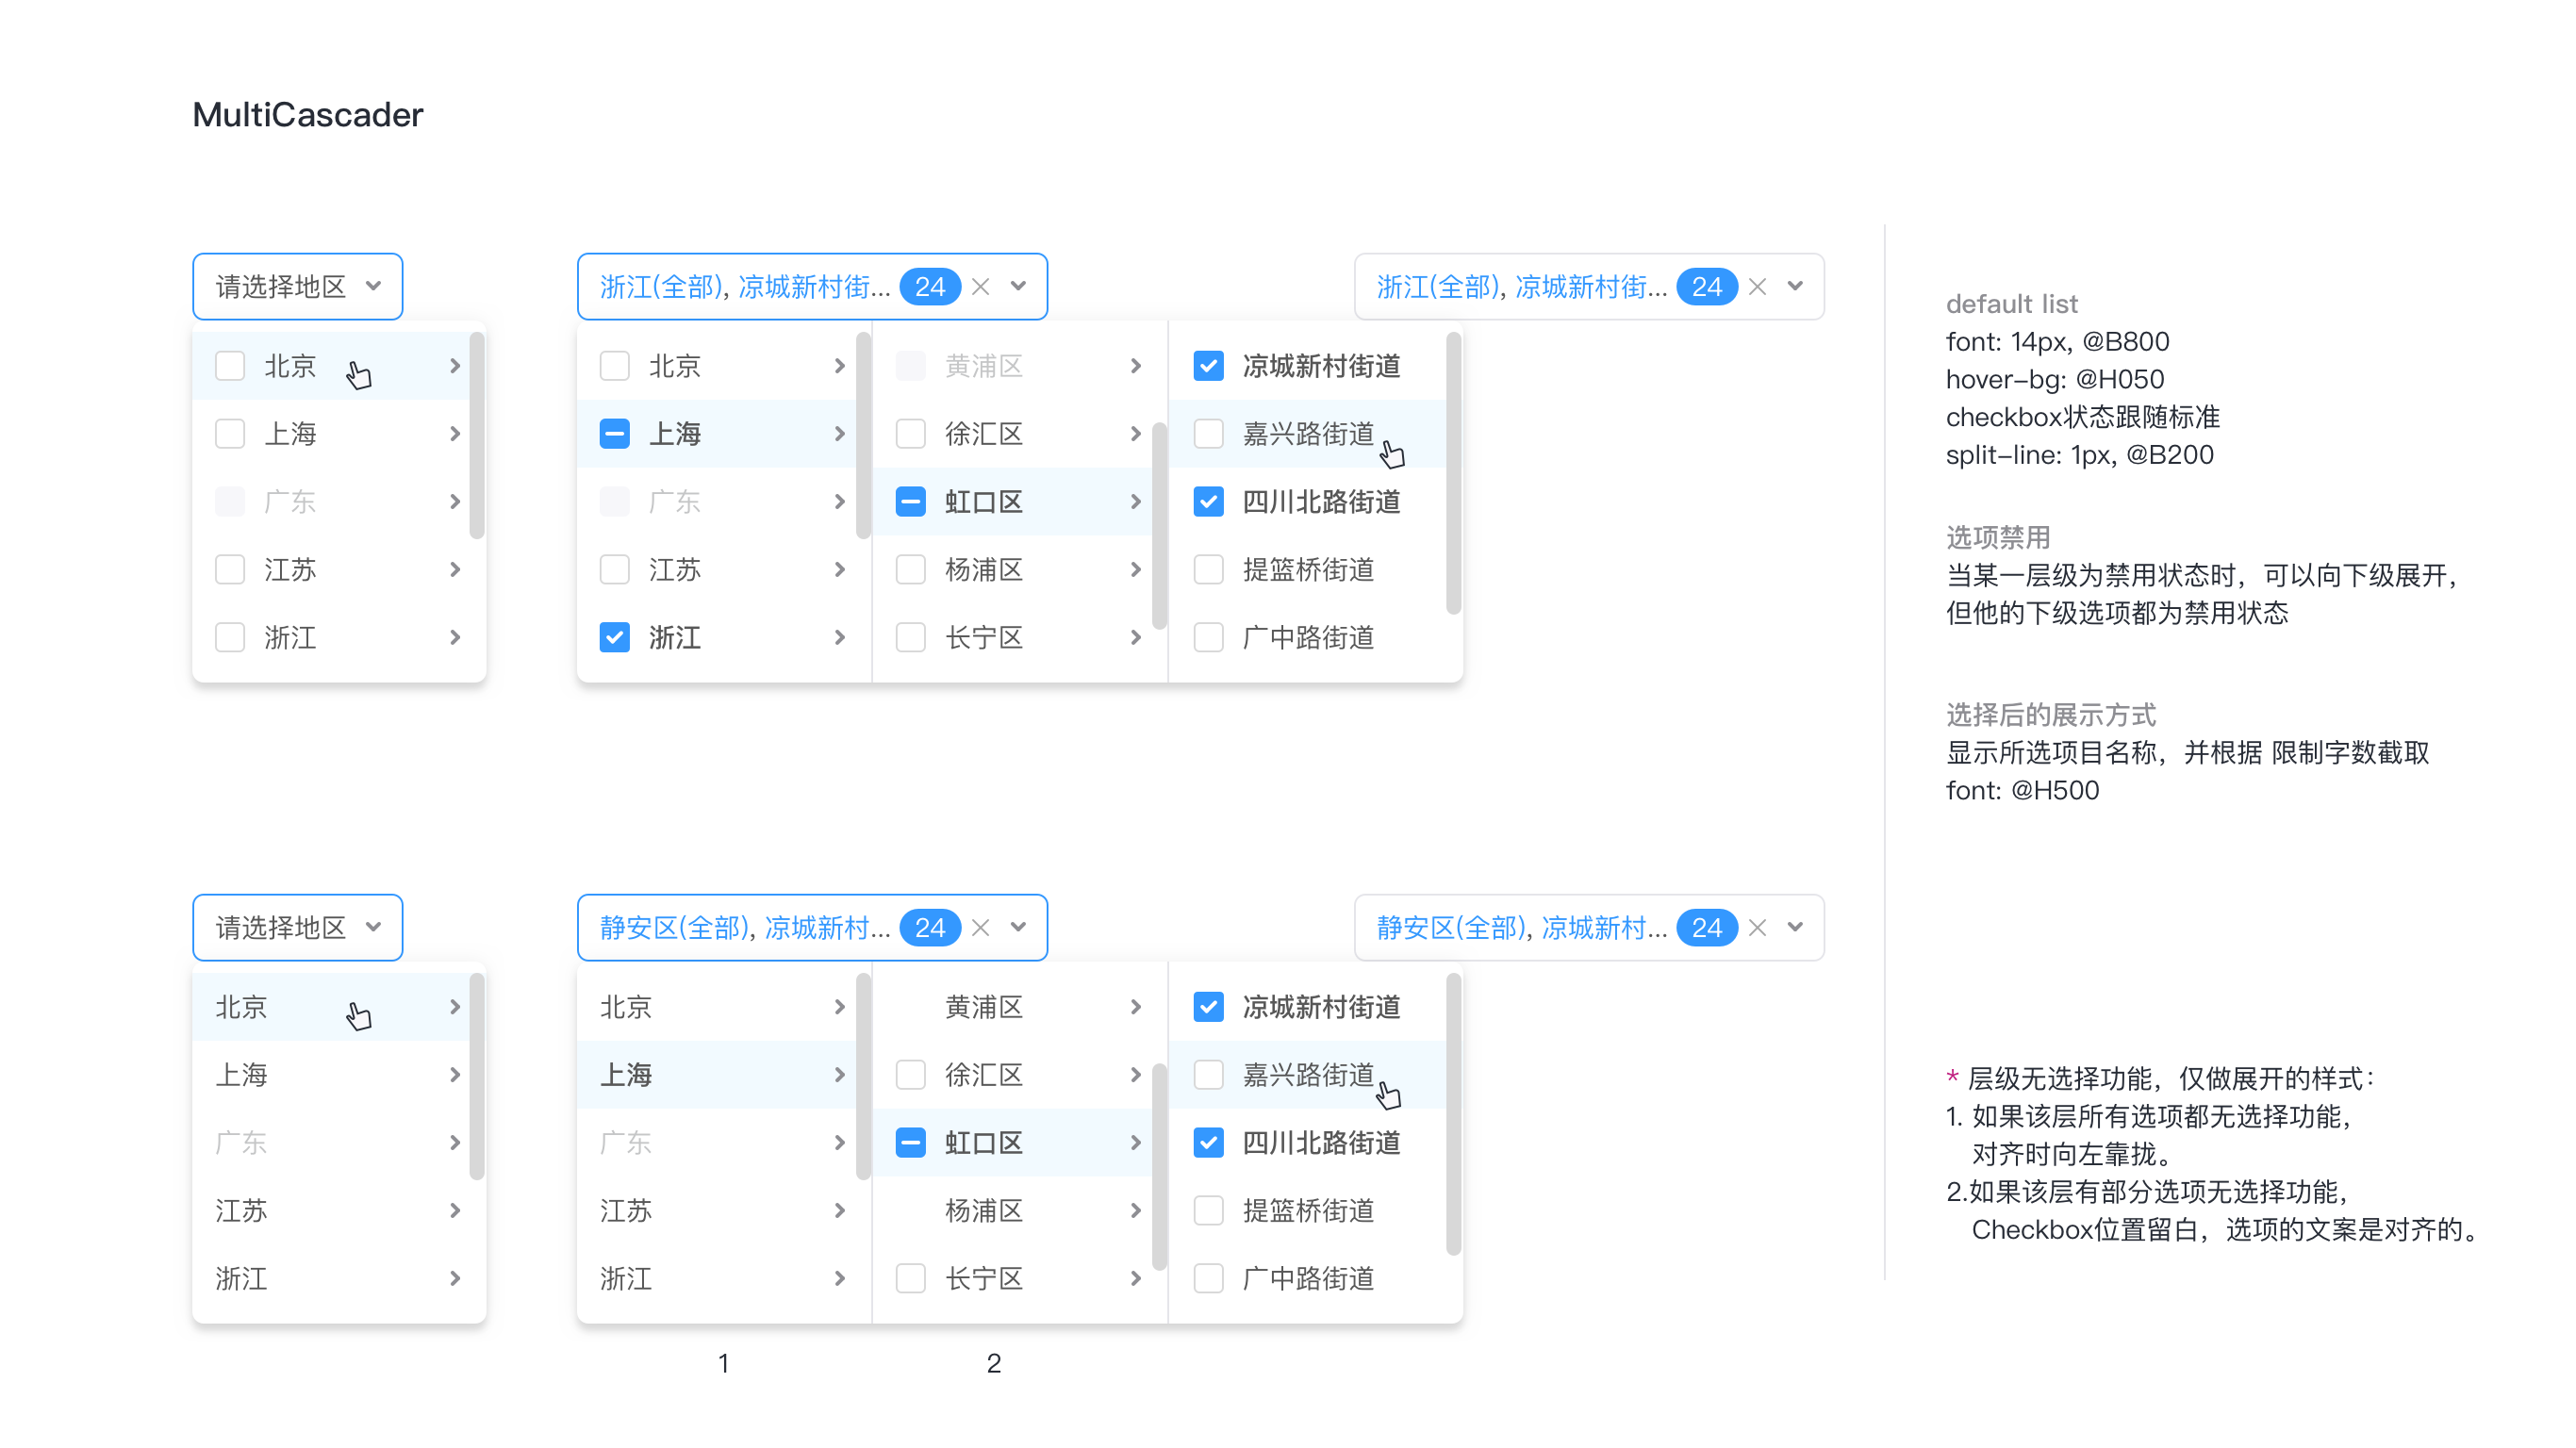 MultiCascader
请选择地区
北京
上海
广东
江苏
浙江
浙江(全部), 凉城新村街... 24
北京
上海
广东
江苏
浙江
黄浦区
徐汇区
虹口区
杨浦区
长宁区
凉城新村街道
嘉兴路街道
四川北路街道
提篮桥街道
广中路街道
浙江(全部), 凉城新村街... 24
default list
font: 14px, @B800
hover-bg: @H050
checkbox状态跟随标准
split-line: 1px, @B200
选项禁用
当某一层级为禁用状态时，可以向下级展开，
但他的下级选项都为禁用状态
选择后的展示方式
显示所选项目名称，并根据 限制字数截取
font: @H500
请选择地区
北京
上海
广东
江苏
浙江
静安区(全部), 凉城新村... 24
北京
上海
广东
江苏
浙江
黄浦区
徐汇区
虹口区
杨浦区
长宁区
凉城新村街道
嘉兴路街道
四川北路街道
提篮桥街道
广中路街道
1
2
静安区(全部), 凉城新村... 24
* 层级无选择功能，仅做展开的样式：
1. 如果该层所有选项都无选择功能，
对齐时向左靠拢。
2.如果该层有部分选项无选择功能，
Checkbox位置留白，选项的文案是对齐的。